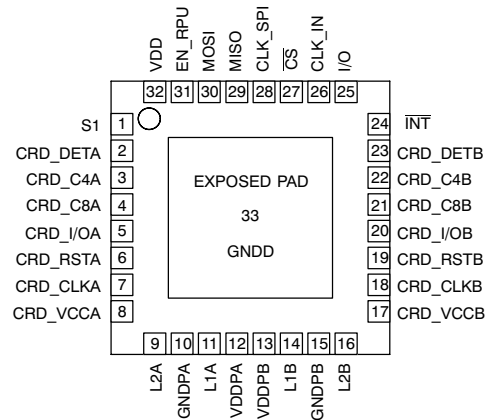 VDD
EN_RPU
MOSI
MISO
CLK_SPI
CS
CLK_IN
I/O
32 31 30 29 28 27 26 25
S1 1
CRD_DETA 2
CRD_C4A 3
CRD_C8A 4
CRD_I/OA 5
CRD_RSTA 6
CRD_CLKA 7
CRD_VCCA 8
EXPOSED PAD
33
GNDD
24 INT
23 CRD_DETB
22 CRD_C4B
21 CRD_C8B
20 CRD_I/OB
19 CRD_RSTB
18 CRD_CLKB
17 CRD_VCCB
9 10 11 12 13 14 15 16
L2A
GNDPA
L1A
VDDPA
VDDPB
L1B
GNDPB
L2B